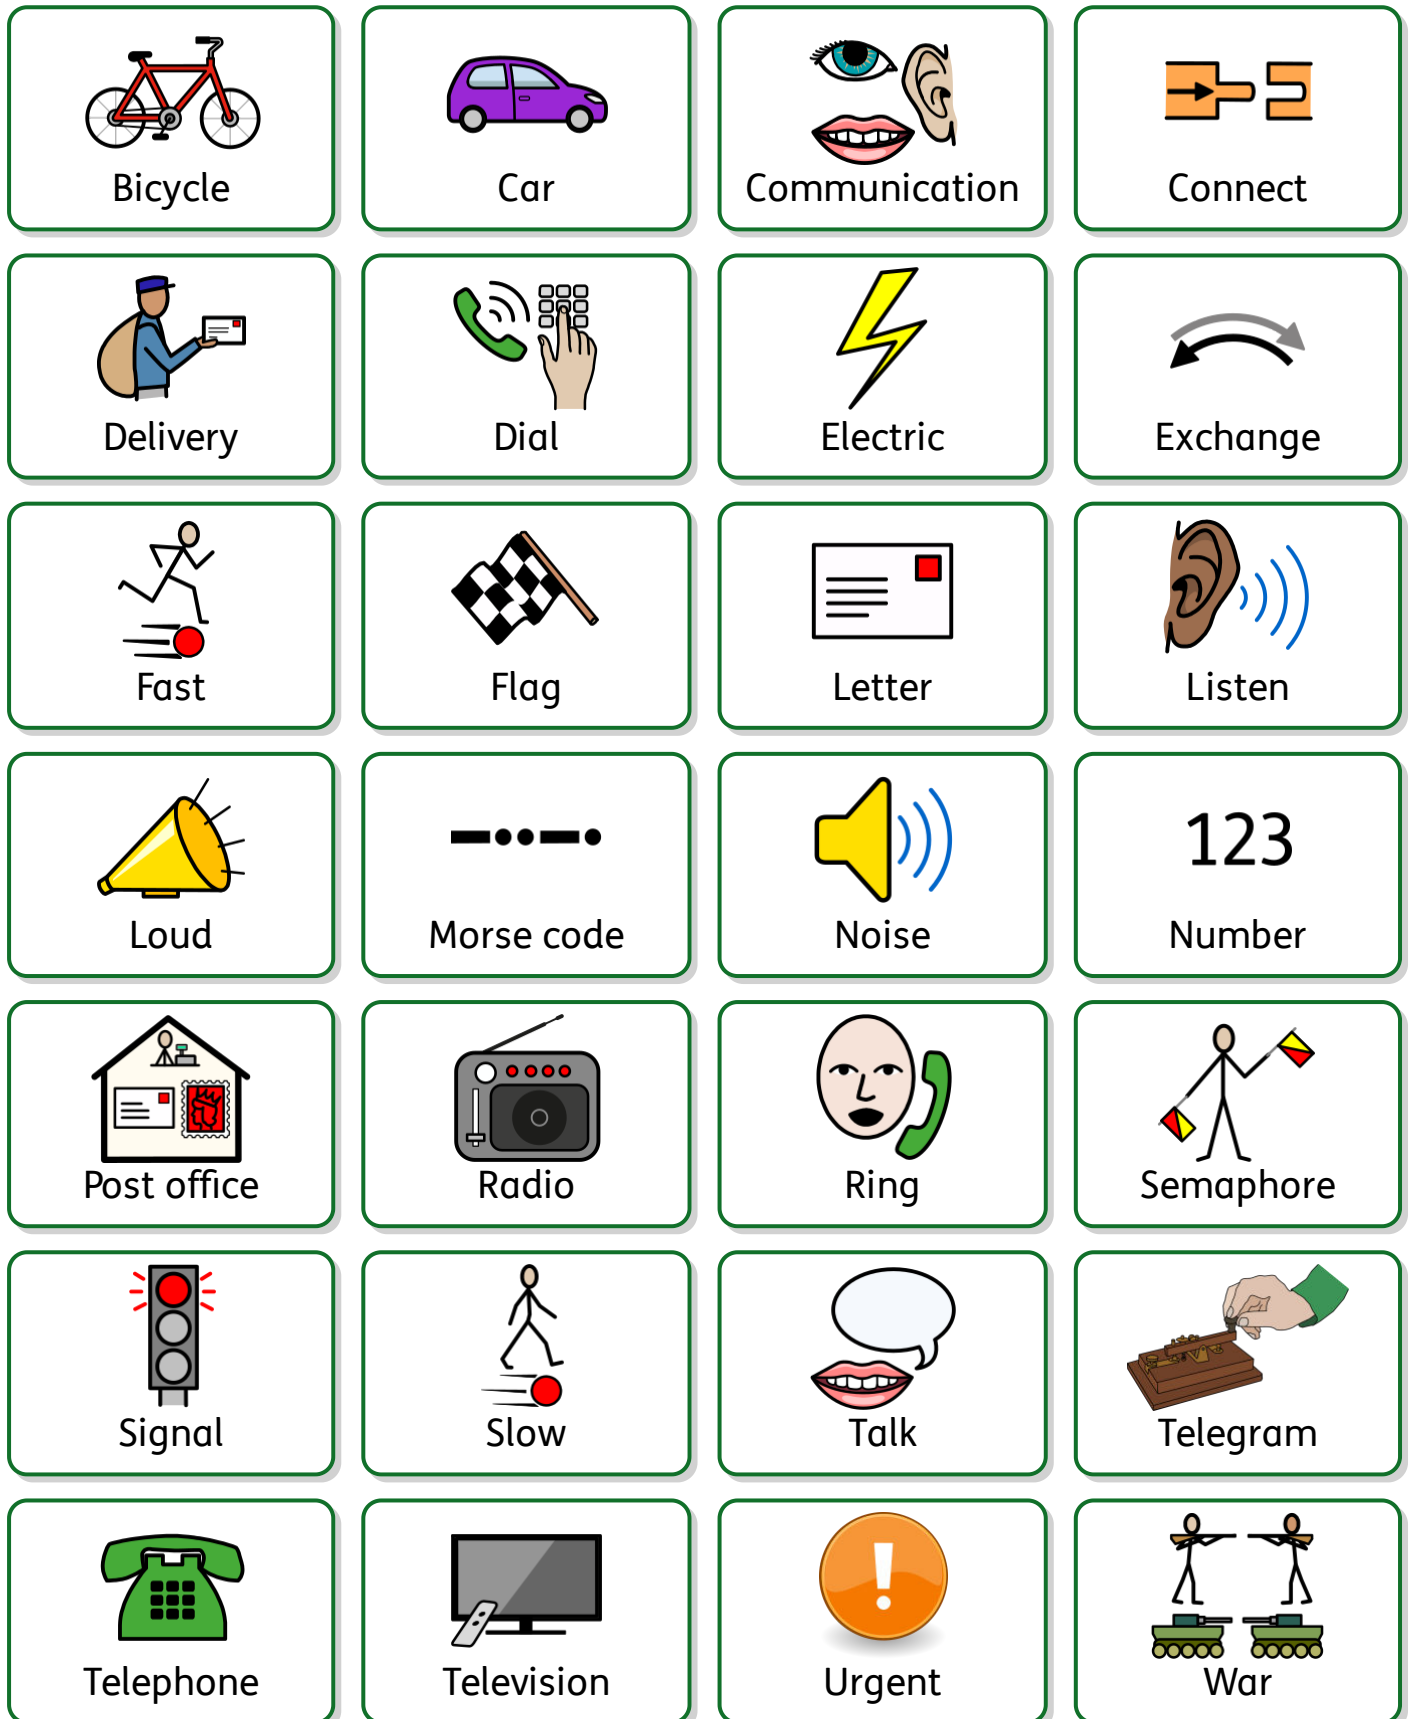 Bicycle
Car
Communication
Connect
Delivery
Dial
Electric
Exchange
Fast
Flag
Letter
Listen
Loud
Morse code
Noise
123
Number
Post office
Radio
Ring
Semaphore
Signal
Slow
Talk
Telegram
Telephone
Television
!
Urgent
War